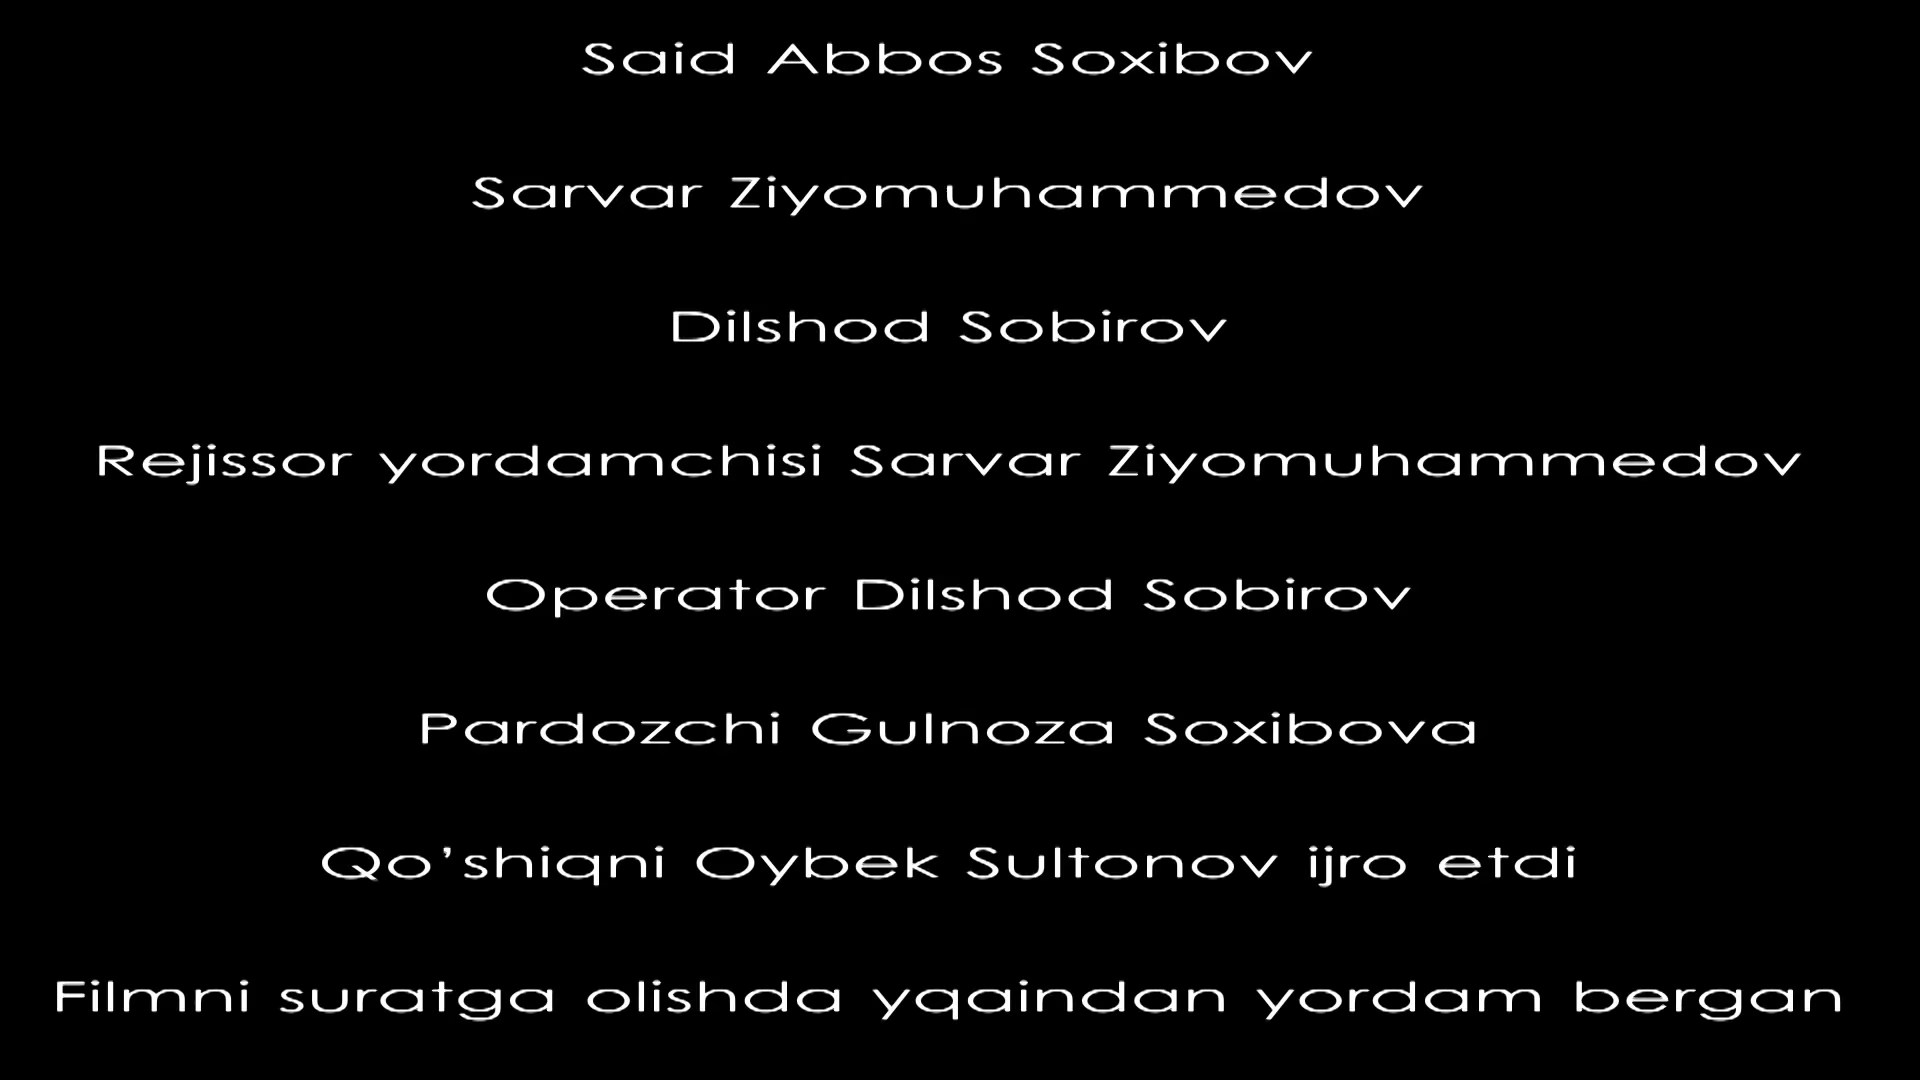 Said Abbos Soxibov
Sarvar Ziyomuhammedov
Dilshod Sobirov
Rejissor yordamchisi Sarvar Ziyomuhammedov
Operator Dilshod Sobirov
Pardozchi Gulnoza Soxibova
Qo’shiqni Oybek Sultonov ijro etdi
Filmni suratga olishda yqaindan yordam bergan